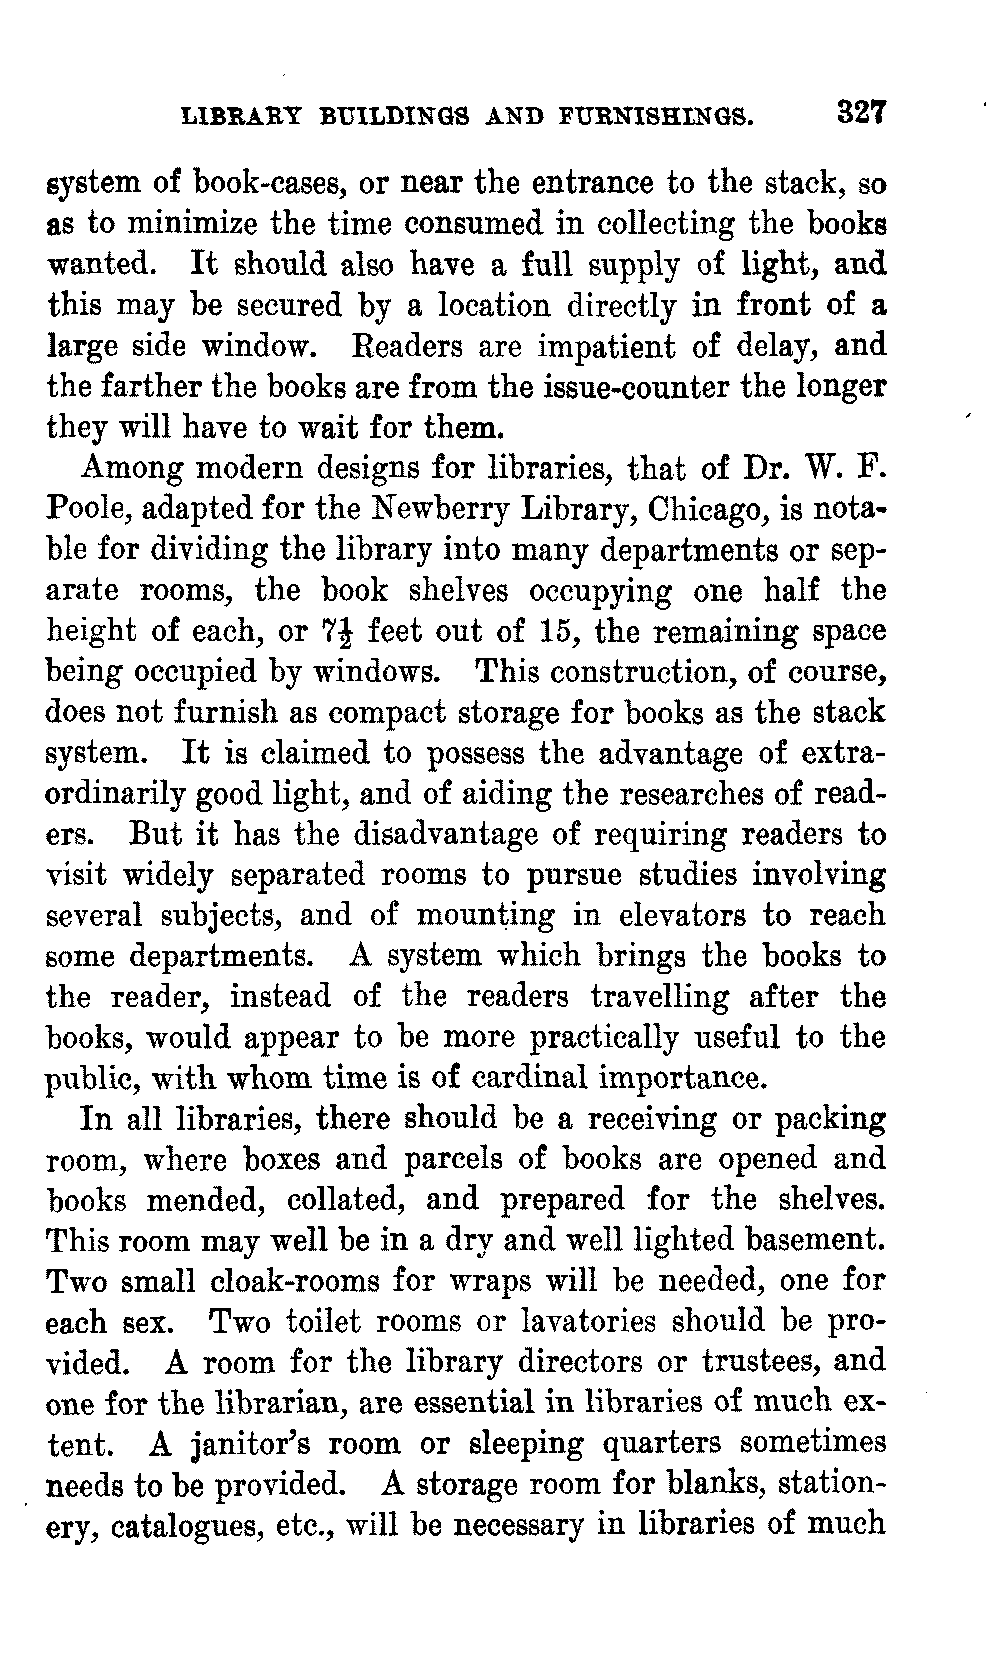 LIBRARY BUILDINGS AND FURNISHINGS. 327
system of book-cases, or near the entrance to the stack, so
as to minimize the time consumed in collecting the books
wanted. It should also have a full supply of light, and
this may be secured by a location directly in front of a
large side window. Readers are impatient of delay, and
the farther the books are from the issue-counter the longer
they will have to wait for them.
Among modern designs for libraries, that of Dr. W. F.
Poole, adapted for the Newberry Library, Chicago, is nota-
ble for dividing the library into many departments or sep-
arate rooms, the book shelves occupying one half the
height of each, or 7½ feet out of 15, the remaining space
being occupied by windows. This construction, of course,
does not furnish as compact storage for books as the stack
system. It is claimed to possess the advantage of extra-
ordinarily good light, and of aiding the researches of read-
ers. But it has the disadvantage of requiring readers to
visit widely separated rooms to pursue studies involving
several subjects, and of mounting in elevators to reach
some departments. A system which brings the books to
the reader, instead of the readers travelling after the
books, would appear to be more practically useful to the
public, with whom time is of cardinal importance.
In all libraries, there should be a receiving or packing
room, where boxes and parcels of books are opened and
books mended, collated, and prepared for the shelves.
This room may well be in a dry and well lighted basement.
Two small cloak-rooms for wraps will be needed, one for
each sex. Two toilet rooms or lavatories should be pro-
vided. A room for the library directors or trustees, and
one for the librarian, are essential in libraries of much ex-
tent. A janitor's room or sleeping quarters sometimes
needs to be provided. A storage room for blanks, station-
ery, catalogues, etc., will be necessary in libraries of much